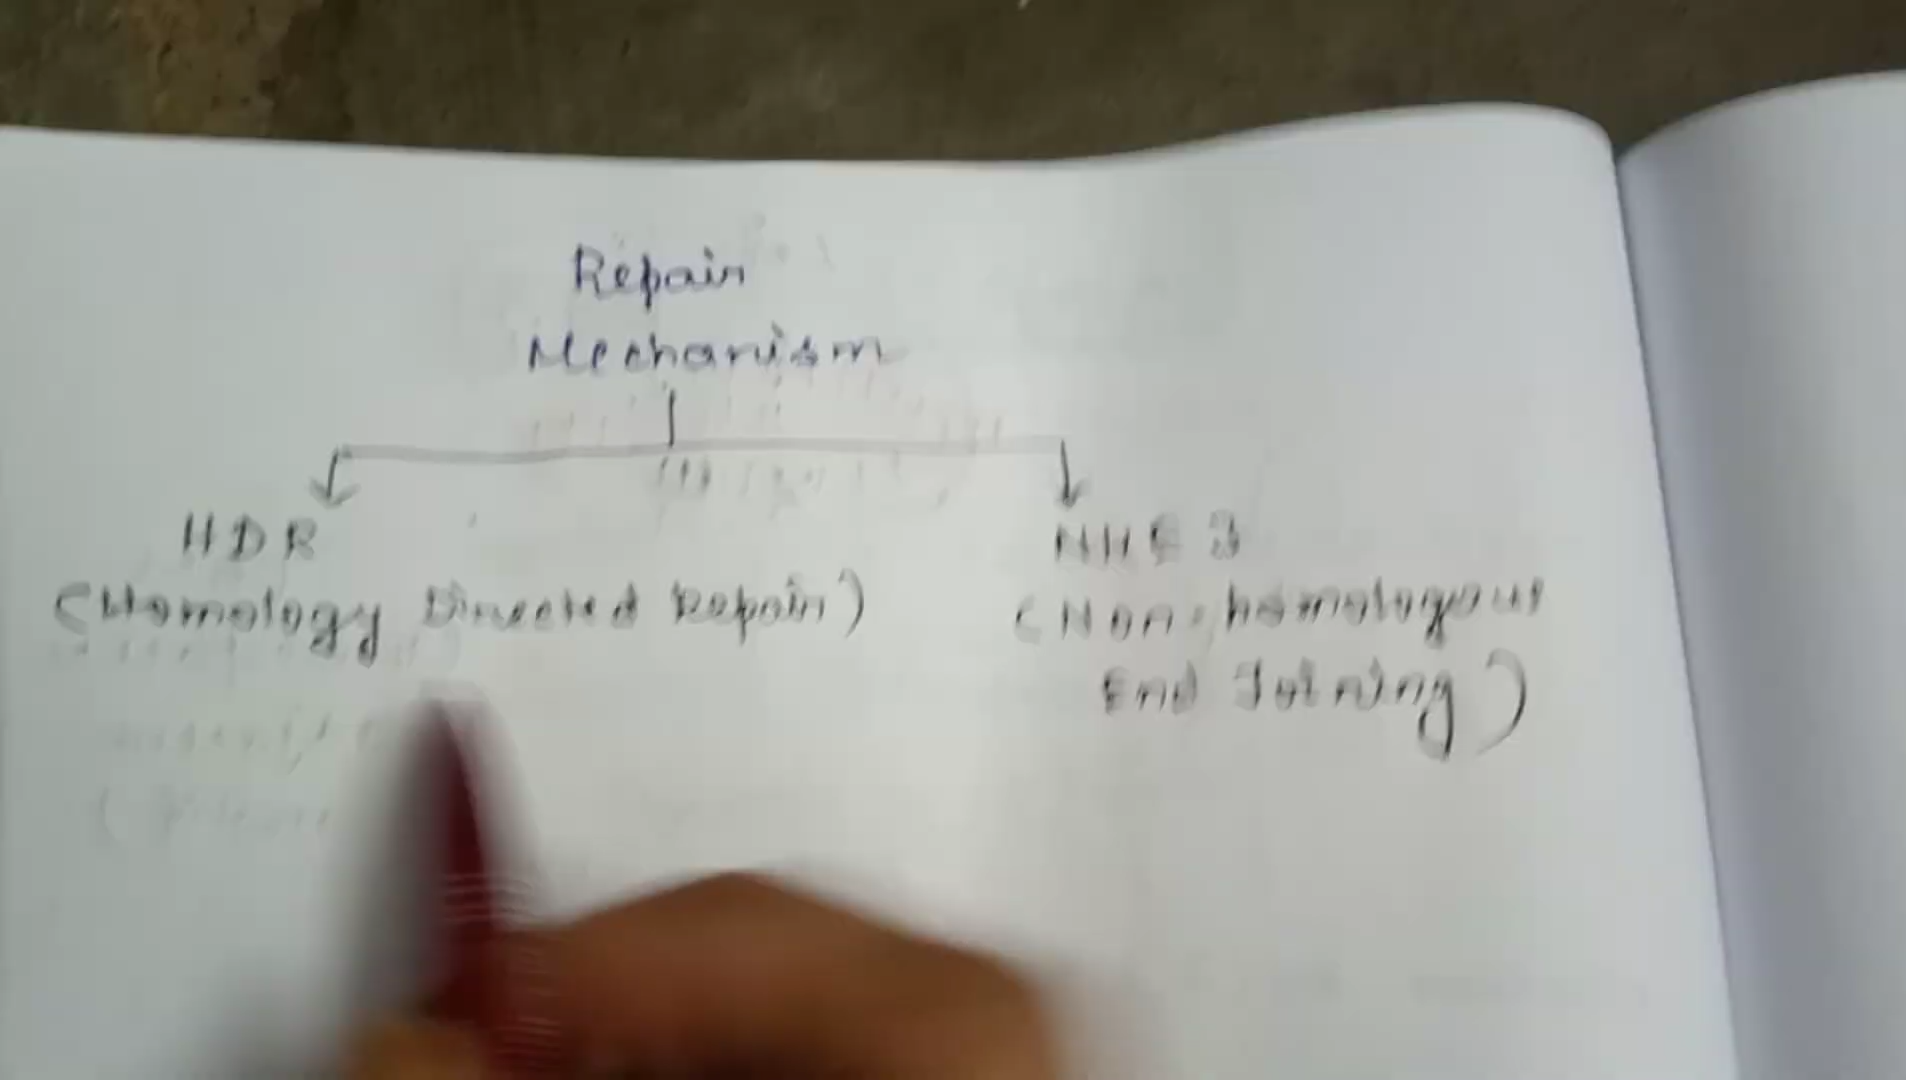 Repair
Mechanism
HDR
(Homology Directed Repair)
NHEJ
(Non-homologous
End Joining)